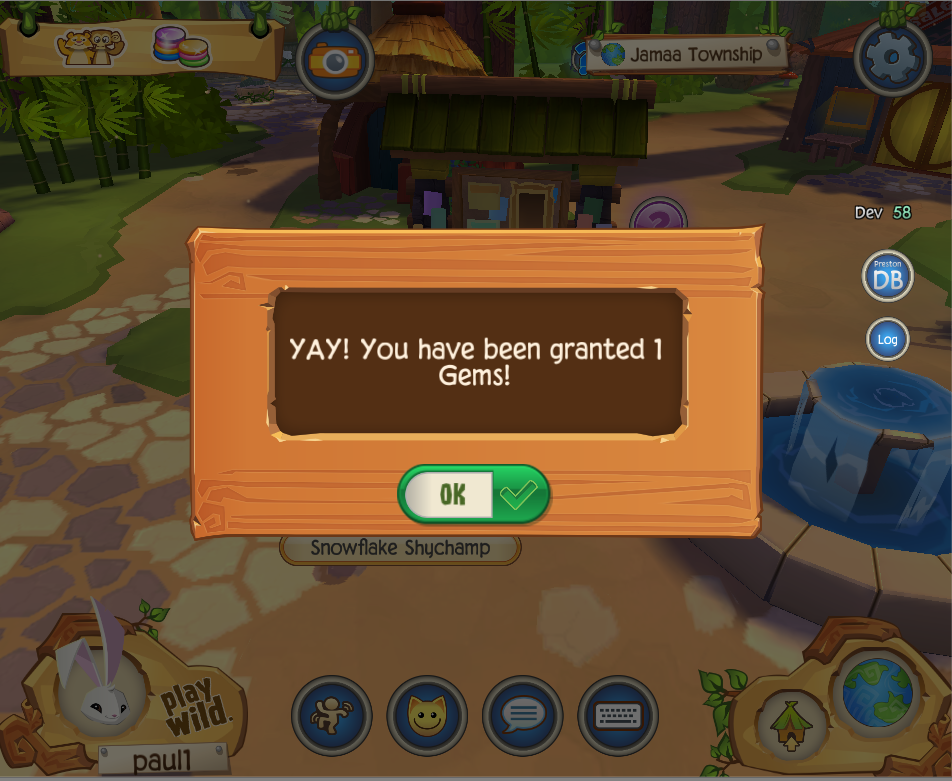 Jamaa Township
Dev 58
Preston
DB
Log
?
YAY! You have been granted 1
Gems!
OK
Snowflake Shychamp
play
wild.
paul1